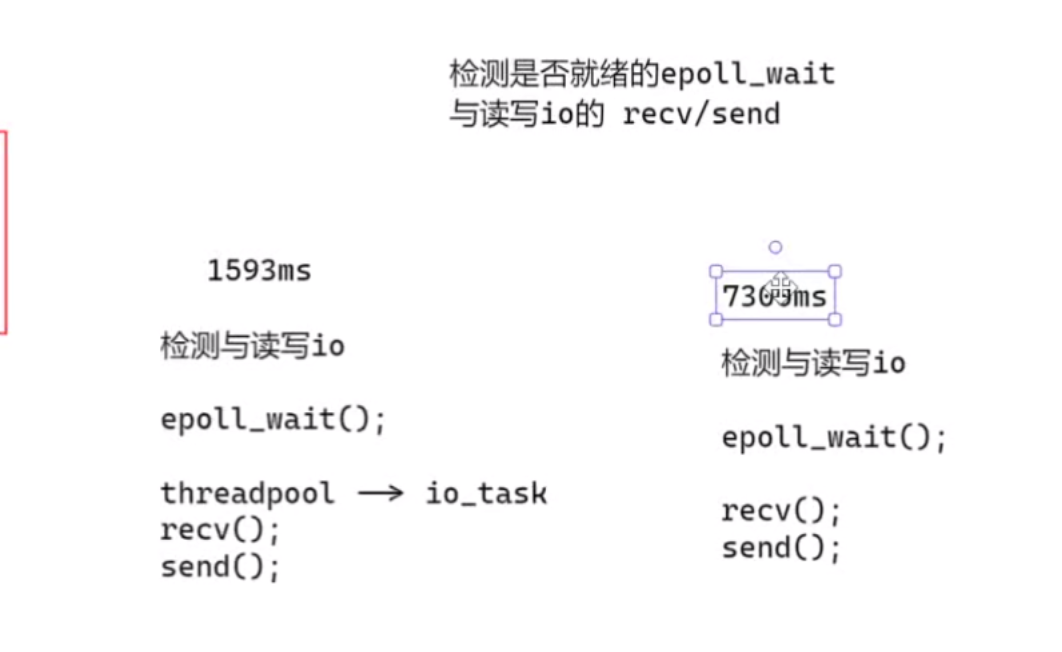 检测是否就绪的epoll_wait
与读写io的 recv/send
1593ms
检测与读写io
epoll_wait();
threadpool → io_task
recv();
send();
7309ms
检测与读写io
epoll_wait();
recv();
send();